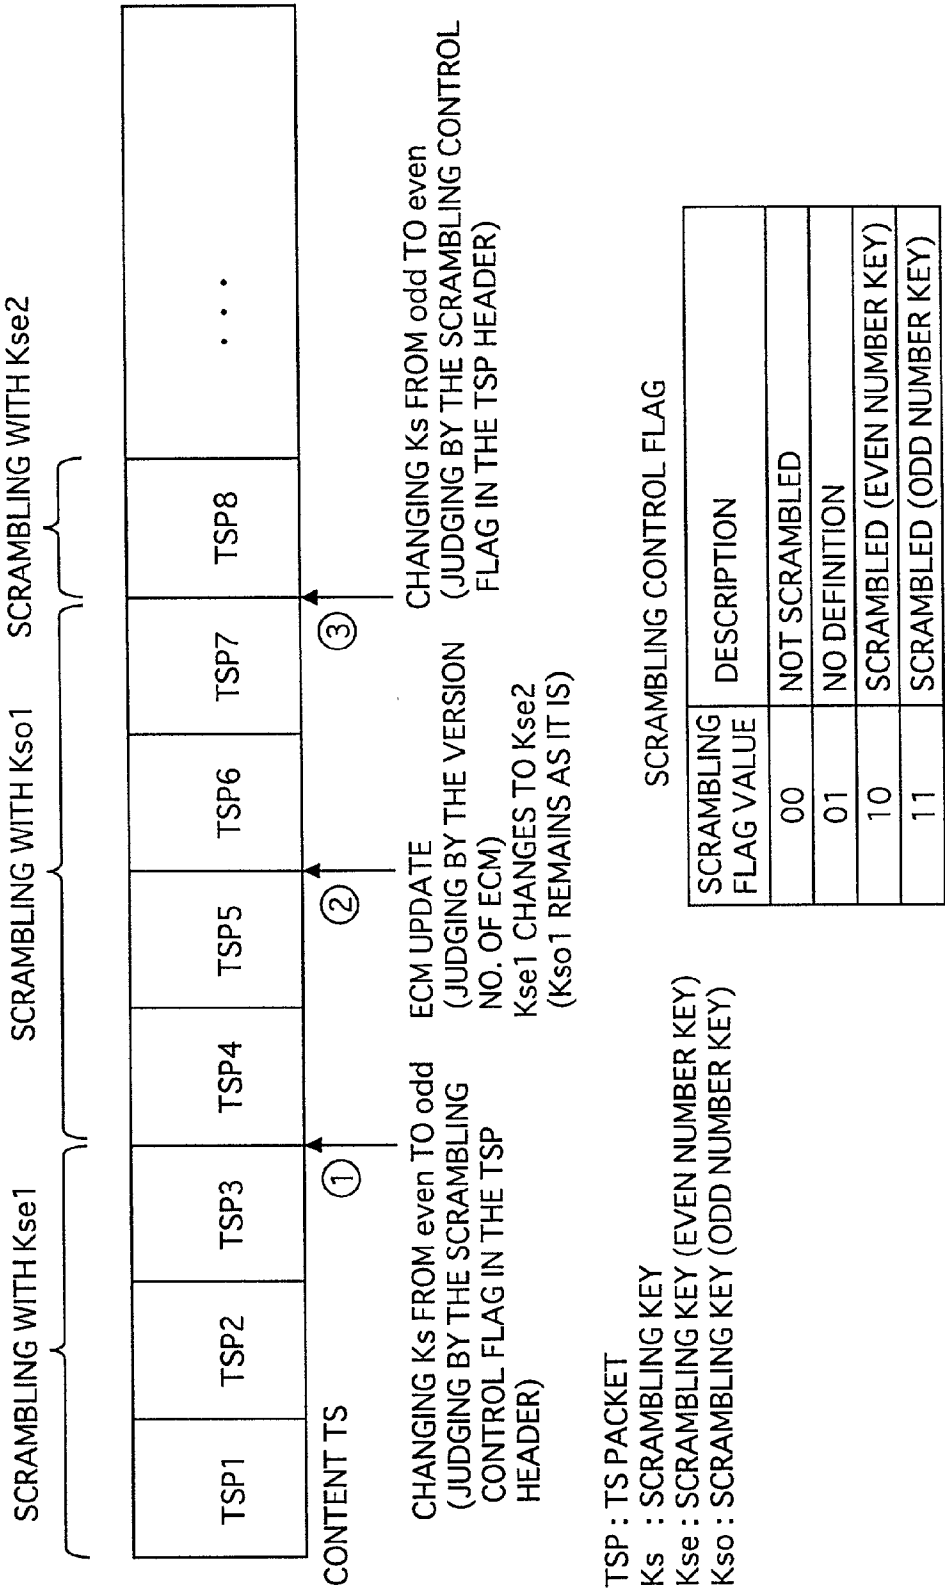 SCRAMBLING WITH Kse1
SCRAMBLING WITH Kso1
SCRAMBLING WITH Kse2
TSP1
TSP2
TSP3
TSP4
TSP5
TSP6
TSP7
TSP8
. . .
CONTENT TS
①
②
③
CHANGING Ks FROM even TO odd
(JUDGING BY THE SCRAMBLING
CONTROL FLAG IN THE TSP
HEADER)
ECM UPDATE
(JUDGING BY THE VERSION
NO. OF ECM)
Kse1 CHANGES TO Kse2
(Kso1 REMAINS AS IT IS)
CHANGING Ks FROM odd TO even
(JUDGING BY THE SCRAMBLING CONTROL
FLAG IN THE TSP HEADER)
TSP : TS PACKET
Ks : SCRAMBLING KEY
Kse : SCRAMBLING KEY (EVEN NUMBER KEY)
Kso : SCRAMBLING KEY (ODD NUMBER KEY)
SCRAMBLING CONTROL FLAG
SCRAMBLING
FLAG VALUE
DESCRIPTION
00
NOT SCRAMBLED
01
NO DEFINITION
10
SCRAMBLED (EVEN NUMBER KEY)
11
SCRAMBLED (ODD NUMBER KEY)